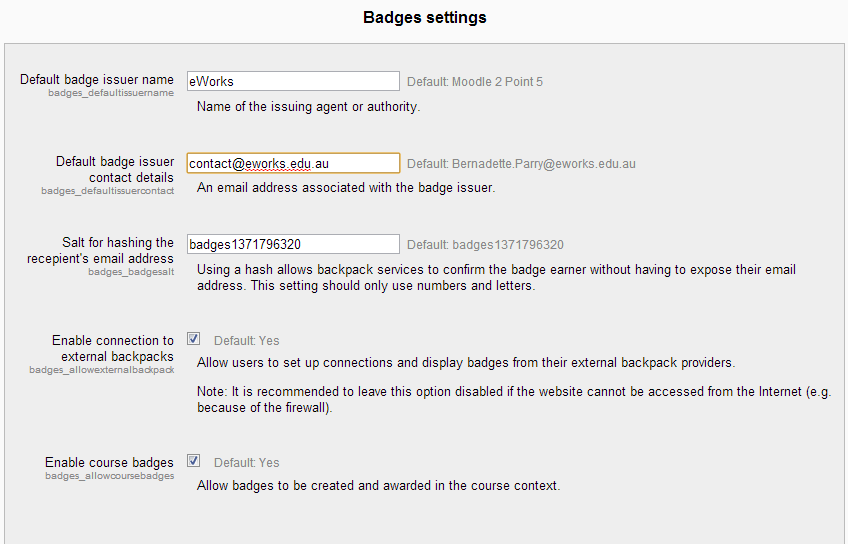 Badges settings
Default badge issuer name
badges_defaultissuername
eWorks
Default: Moodle 2 Point 5
Name of the issuing agent or authority.
Default badge issuer
contact details
badges_defaultissuercontact
contact@eworks.edu.au
Default: Bernadette.Parry@eworks.edu.au
An email address associated with the badge issuer.
Salt for hashing the
recepient's email address
badges_badgesalt
badges1371796320
Default: badges1371796320
Using a hash allows backpack services to confirm the badge earner without having to expose their email
address. This setting should only use numbers and letters.
Enable connection to
external backpacks
badges_allowexternalbackpack
Default: Yes
Allow users to set up connections and display badges from their external backpack providers.
Note: It is recommended to leave this option disabled if the website cannot be accessed from the Internet (e.g.
because of the firewall).
Enable course badges
badges_allowcoursebadges
Default: Yes
Allow badges to be created and awarded in the course context.